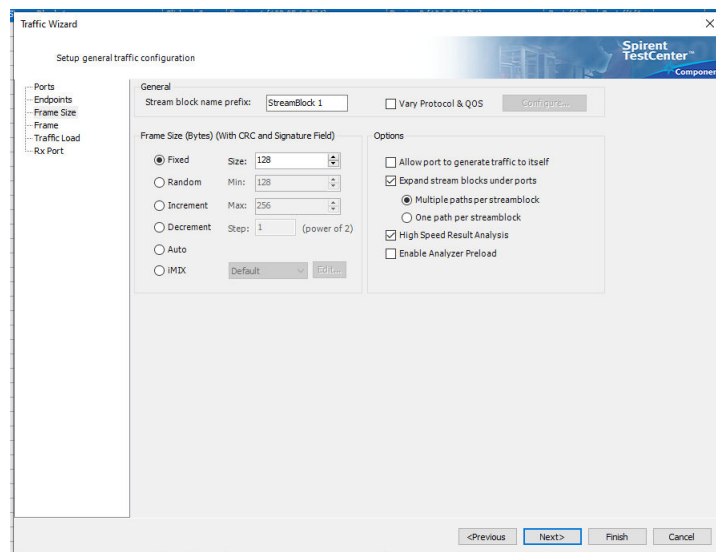 Traffic Wizard
Setup general traffic configuration
Spirent
TestCenter™
Componen
Ports
Endpoints
Frame Size
Frame
Traffic Load
Rx Port
General
Stream block name prefix: StreamBlock 1
Vary Protocol & QOS Configure...
Frame Size (Bytes) (With CRC and Signature Field)
Fixed Size: 128
Random Min: 128
Increment Max: 256
Decrement Step: 1 (power of 2)
Auto
iMIX Default Edit...
Options
Allow port to generate traffic to itself
Expand stream blocks under ports
Multiple paths per streamblock
One path per streamblock
High Speed Result Analysis
Enable Analyzer Preload
<Previous Next> Finish Cancel